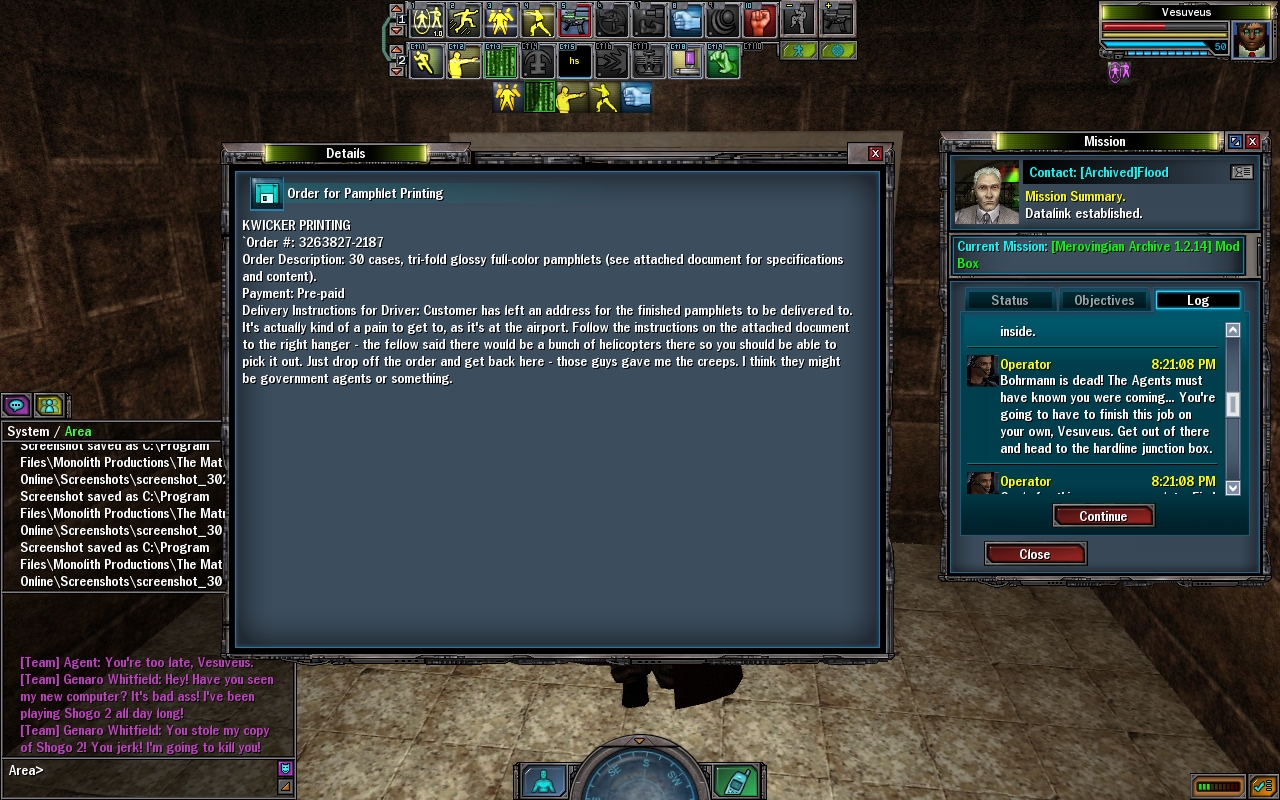 Vesuveus
50
1
2
1.0
hs
Details
Order for Pamphlet Printing
KWICKER PRINTING
`Order #: 3263827-2187
Order Description: 30 cases, tri-fold glossy full-color pamphlets (see attached document for specifications
and content).
Payment: Pre-paid
Delivery Instructions for Driver: Customer has left an address for the finished pamphlets to be delivered to.
It's actually kind of a pain to get to, as it's at the airport. Follow the instructions on the attached document
to the right hanger - the fellow said there would be a bunch of helicopters there so you should be able to
pick it out. Just drop off the order and get back here - those guys gave me the creeps. I think they might
be government agents or something.
Mission
Contact: [Archived]Flood
Mission Summary.
Datalink established.
Current Mission: [Merovingian Archive 1.2.14] Mod
Box
Status Objectives Log
inside.
Operator 8:21:08 PM
Bohrmann is dead! The Agents must
have known you were coming... You're
going to have to finish this job on
your own, Vesuveus. Get out of there
and head to the hardline junction box.
Operator 8:21:08 PM
Continue
Close
System / Area
Screenshot saved as C:\Program
Files\Monolith Productions\The Mat
Online\Screenshots\screenshot_30
Screenshot saved as C:\Program
Files\Monolith Productions\The Mat
Online\Screenshots\screenshot_30
Screenshot saved as C:\Program
Files\Monolith Productions\The Mat
Online\Screenshots\screenshot_30
[Team] Agent: You're too late, Vesuveus.
[Team] Genaro Whitfield: Hey! Have you seen
my new computer? It's bad ass! I've been
playing Shogo 2 all day long!
[Team] Genaro Whitfield: You stole my copy
of Shogo 2! You jerk! I'm going to kill you!
Area>
SE S SW